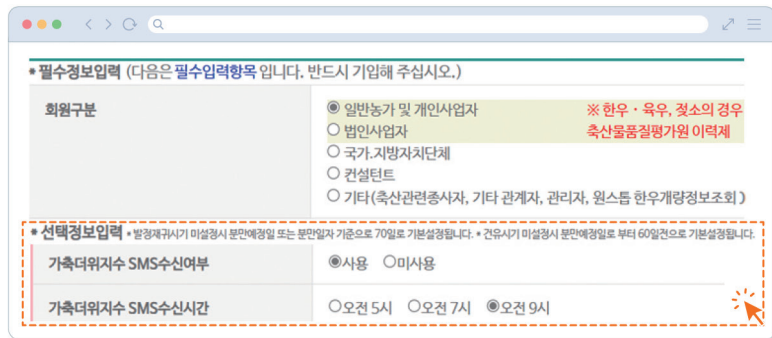 * 필수정보입력 (다음은 필수입력항목 입니다. 반드시 기입해 주십시오.)
회원구분
일반농가 및 개인사업자 ※ 한우・육우, 젖소의 경우
법인사업자 축산물품질평가원 이력제
국가.지방자치단체
컨설턴트
기타(축산관련종사자, 기타 관계자, 관리자, 원스톱 한우개량정보조회 )
* 선택정보입력 * 발정재귀시기 미설정시 분만예정일 또는 분만일자 기준으로 70일로 기본설정됩니다. * 건유시기 미설정시 분만예정일로 부터 60일전으로 기본설정됩니다.
가축더위지수 SMS수신여부 사용 미사용
가축더위지수 SMS수신시간 오전 5시 오전 7시 오전 9시